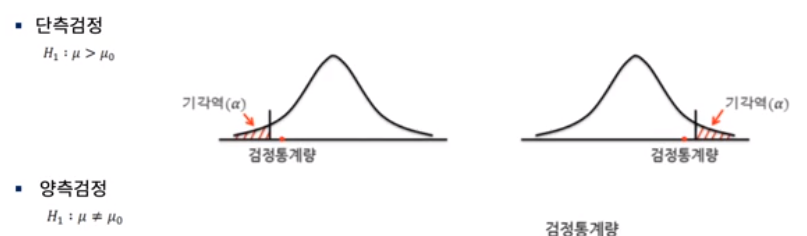 ▪ 단측검정
H₁ : μ > μ₀
기각역(α)
검정통계량
기각역(α)
검정통계량
▪ 양측검정
H₁ : μ ≠ μ₀
검정통계량